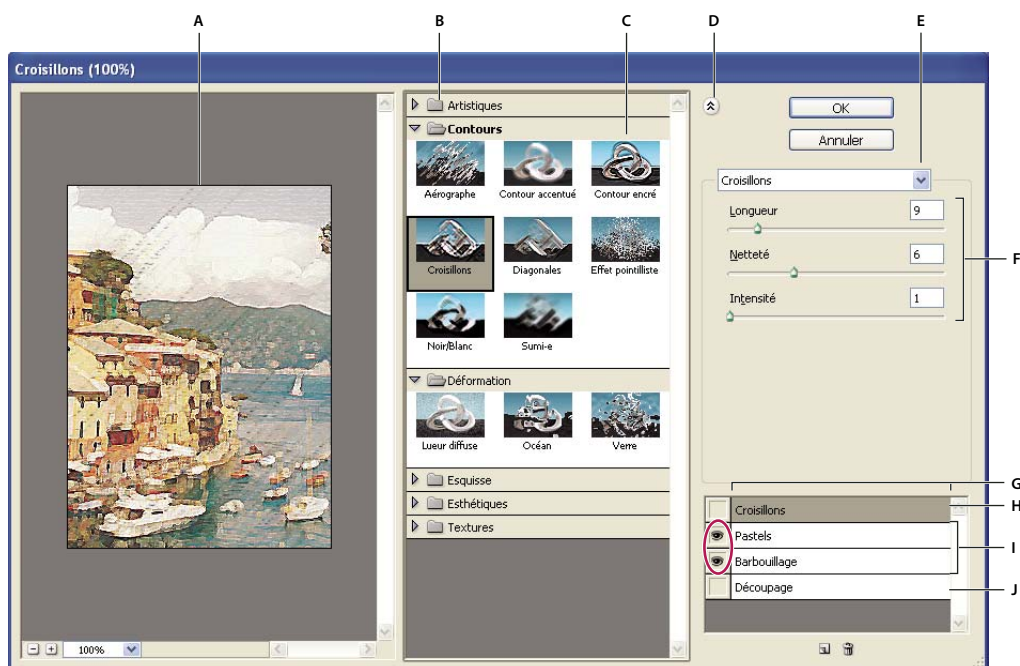 A
B
C
D
E
Croisillons (100%)
Artistiques
Contours
Aérographe
Contour accentué
Contour encré
Croisillons
Diagonales
Effet pointilliste
Noir/Blanc
Sumi-e
Déformation
Lueur diffuse
Océan
Verre
Esquisse
Esthétiques
Textures
100%
OK
Annuler
Croisillons
Longueur
9
Netteté
6
Intensité
1
F
G
Croisillons
H
Pastels
I
Barbouillage
Découpage
J